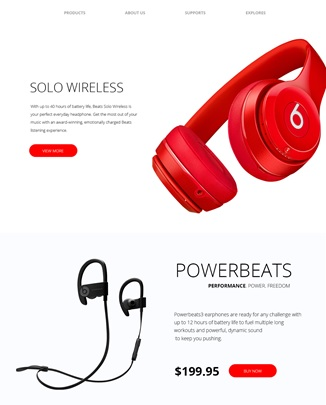 PRODUCTS ABOUT US SUPPORTS EXPLORES
SOLO WIRELESS
With up to 40 hours of battery life, Beats Solo Wireless is
your perfect everyday headphone. Get the most out of your
music with an award-winning, emotionally charged Beats
listening experience.
VIEW MORE
POWERBEATS
PERFORMANCE. POWER. FREEDOM
Powerbeats3 earphones are ready for any challenge with
up to 12 hours of battery life to fuel multiple long
workouts and powerful, dynamic sound
to keep you pushing.
$199.95 BUY NOW